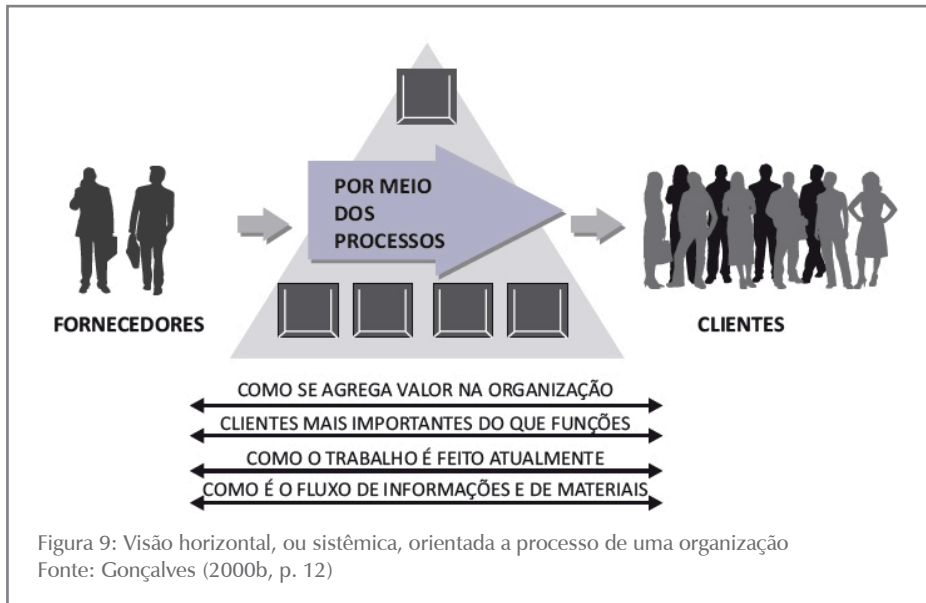 POR MEIO
DOS
PROCESSOS
FORNECEDORES
CLIENTES
COMO SE AGREGA VALOR NA ORGANIZAÇÃO
CLIENTES MAIS IMPORTANTES DO QUE FUNÇÕES
COMO O TRABALHO É FEITO ATUALMENTE
COMO É O FLUXO DE INFORMAÇÕES E DE MATERIAIS
Figura 9: Visão horizontal, ou sistêmica, orientada a processo de uma organização
Fonte: Gonçalves (2000b, p. 12)